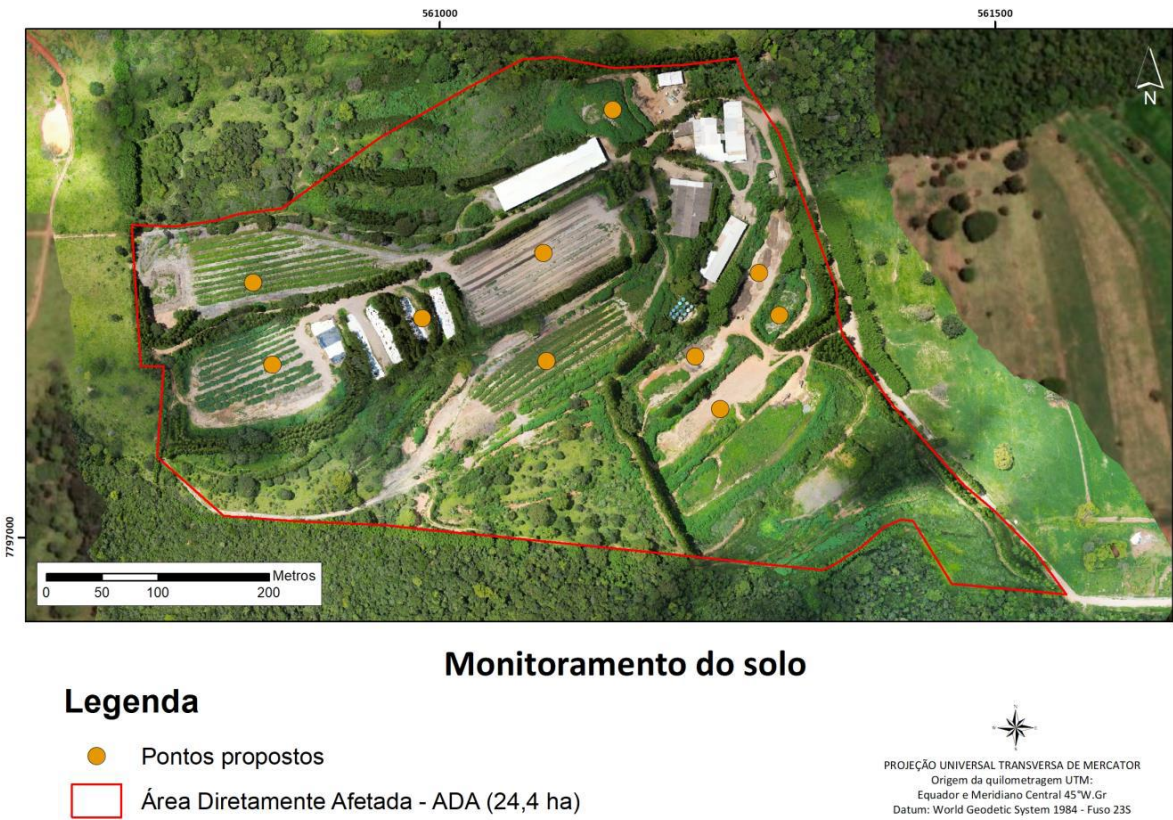 561000
561500
N
7797000
Metros
0 50 100 200
Monitoramento do solo
Legenda
Pontos propostos
Área Diretamente Afetada - ADA (24,4 ha)
N
PROJEÇÃO UNIVERSAL TRANSVERSA DE MERCATOR
Origem da quilometragem UTM:
Equador e Meridiano Central 45°W.Gr
Datum: World Geodetic System 1984 - Fuso 23S